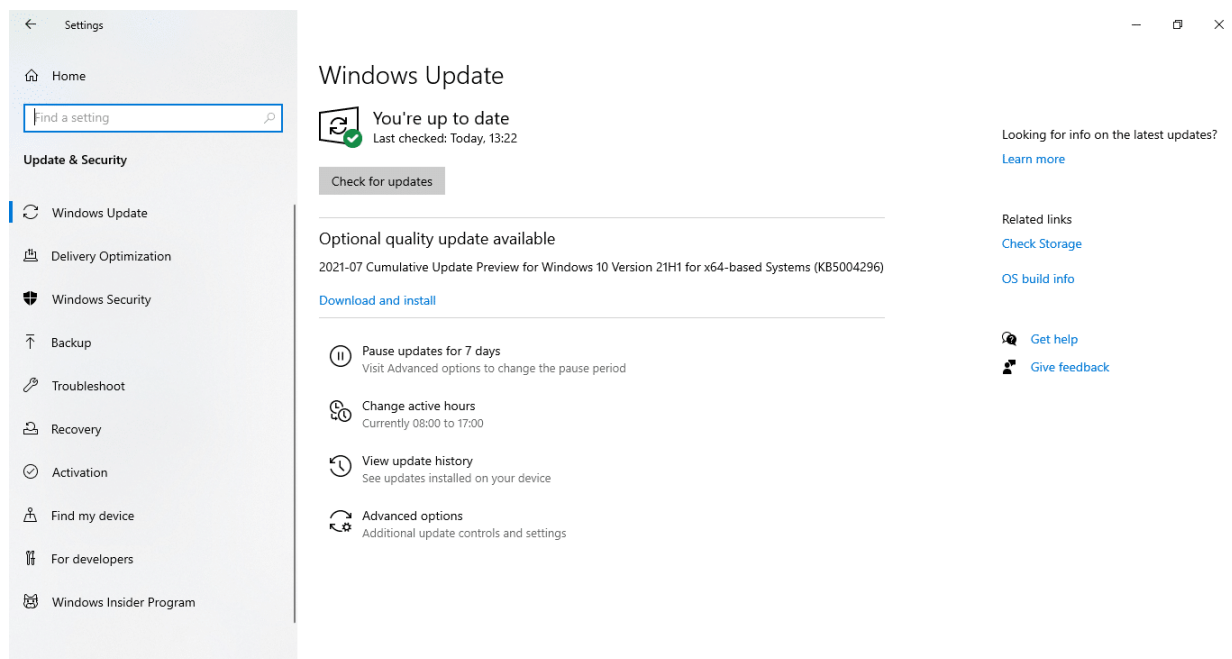 Settings
Home
Find a setting
Update & Security
Windows Update
Delivery Optimization
Windows Security
Backup
Troubleshoot
Recovery
Activation
Find my device
For developers
Windows Insider Program
Windows Update
You're up to date
Last checked: Today, 13:22
Check for updates
Optional quality update available
2021-07 Cumulative Update Preview for Windows 10 Version 21H1 for x64-based Systems (KB5004296)
Download and install
Pause updates for 7 days
Visit Advanced options to change the pause period
Change active hours
Currently 08:00 to 17:00
View update history
See updates installed on your device
Advanced options
Additional update controls and settings
Looking for info on the latest updates?
Learn more
Related links
Check Storage
OS build info
Get help
Give feedback